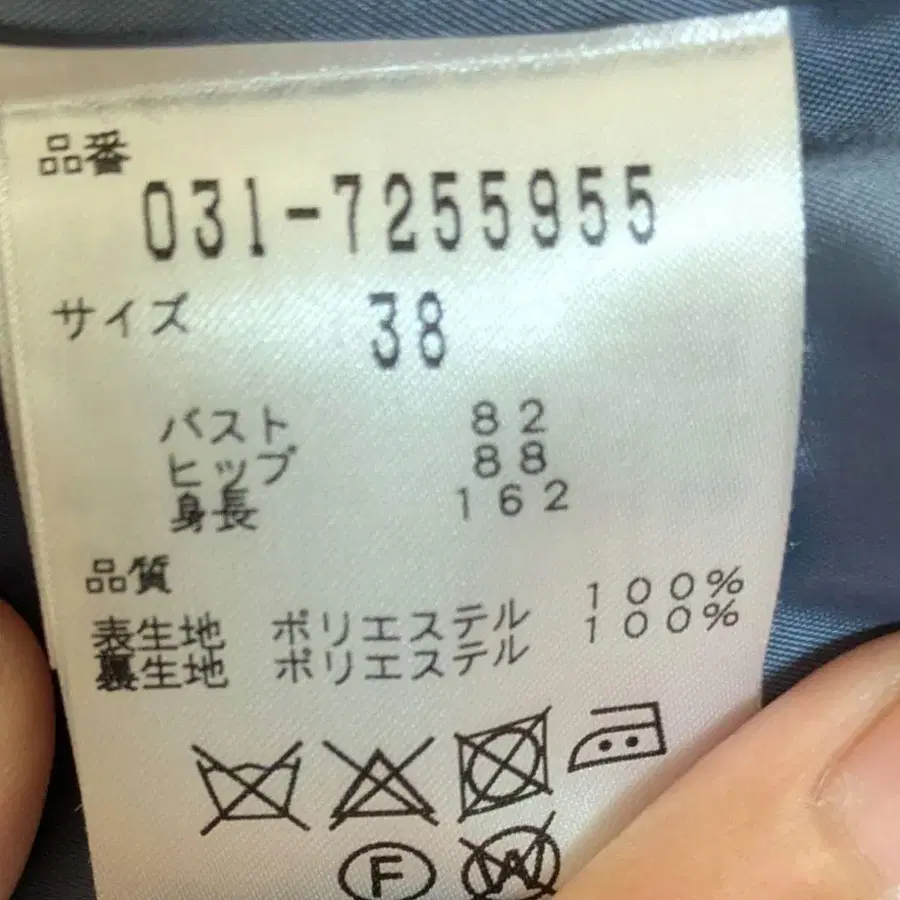 品番
031-7255955
サイズ 38
バスト 82
ヒップ 88
身長 162
品質
表生地 ポリエステル 100%
裏生地 ポリエステル 100%
F
W